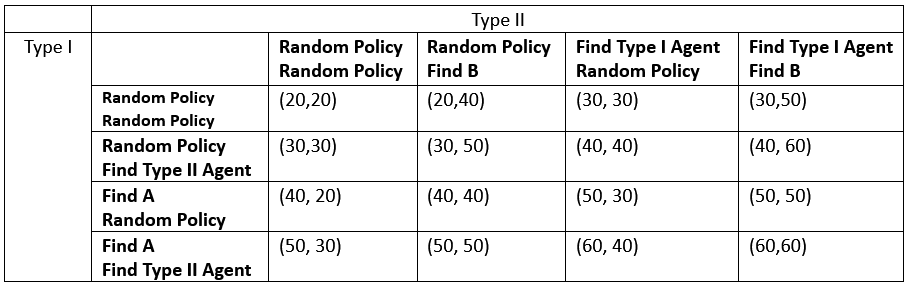 Type II
Type I
Random Policy Random Policy Find Type I Agent Find Type I Agent
Random Policy Find B Random Policy Find B
Random Policy
Random Policy
(20,20) (20,40) (30, 30) (30,50)
Random Policy
Find Type II Agent
(30,30) (30, 50) (40, 40) (40, 60)
Find A
Random Policy
(40, 20) (40, 40) (50, 30) (50, 50)
Find A
Find Type II Agent
(50, 30) (50, 50) (60, 40) (60,60)